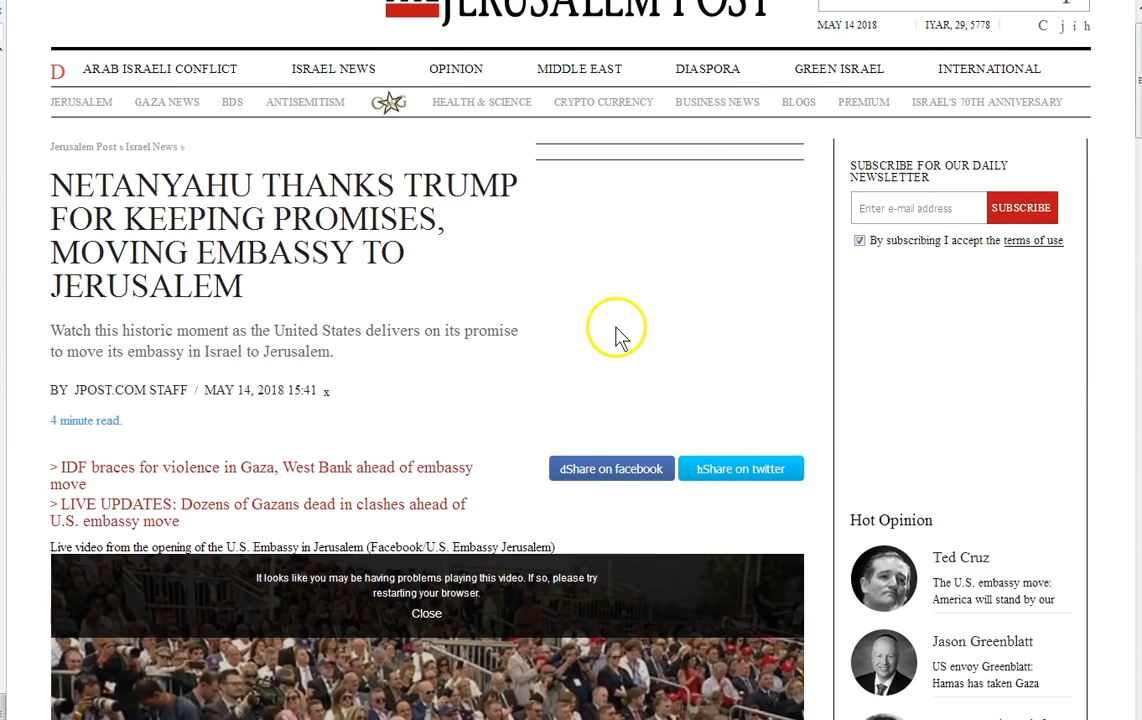 JERUSALEM POST
MAY 14 2018 IYAR, 29, 5778 C j i h
D ARAB ISRAELI CONFLICT ISRAEL NEWS OPINION MIDDLE EAST DIASPORA GREEN ISRAEL INTERNATIONAL
JERUSALEM GAZA NEWS BDS ANTISEMITISM HEALTH & SCIENCE CRYPTO CURRENCY BUSINESS NEWS BLOGS PREMIUM ISRAEL'S 70TH ANNIVERSARY
Jerusalem Post Israel News
NETANYAHU THANKS TRUMP
FOR KEEPING PROMISES,
MOVING EMBASSY TO
JERUSALEM
Watch this historic moment as the United States delivers on its promise
to move its embassy in Israel to Jerusalem.
BY JPOST.COM STAFF / MAY 14, 2018 15:41 x
4 minute read.
> IDF braces for violence in Gaza, West Bank ahead of embassy
move
> LIVE UPDATES: Dozens of Gazans dead in clashes ahead of
U.S. embassy move
dShare on facebook hShare on twitter
Live video from the opening of the U.S. Embassy in Jerusalem (Facebook/U.S. Embassy Jerusalem)
It looks like you may be having problems playing this video. If so, please try
restarting your browser.
Close
SUBSCRIBE FOR OUR DAILY
NEWSLETTER
Enter e-mail address SUBSCRIBE
By subscribing I accept the terms of use
Hot Opinion
Ted Cruz
The U.S. embassy move:
America will stand by our
Jason Greenblatt
US envoy Greenblatt:
Hamas has taken Gaza